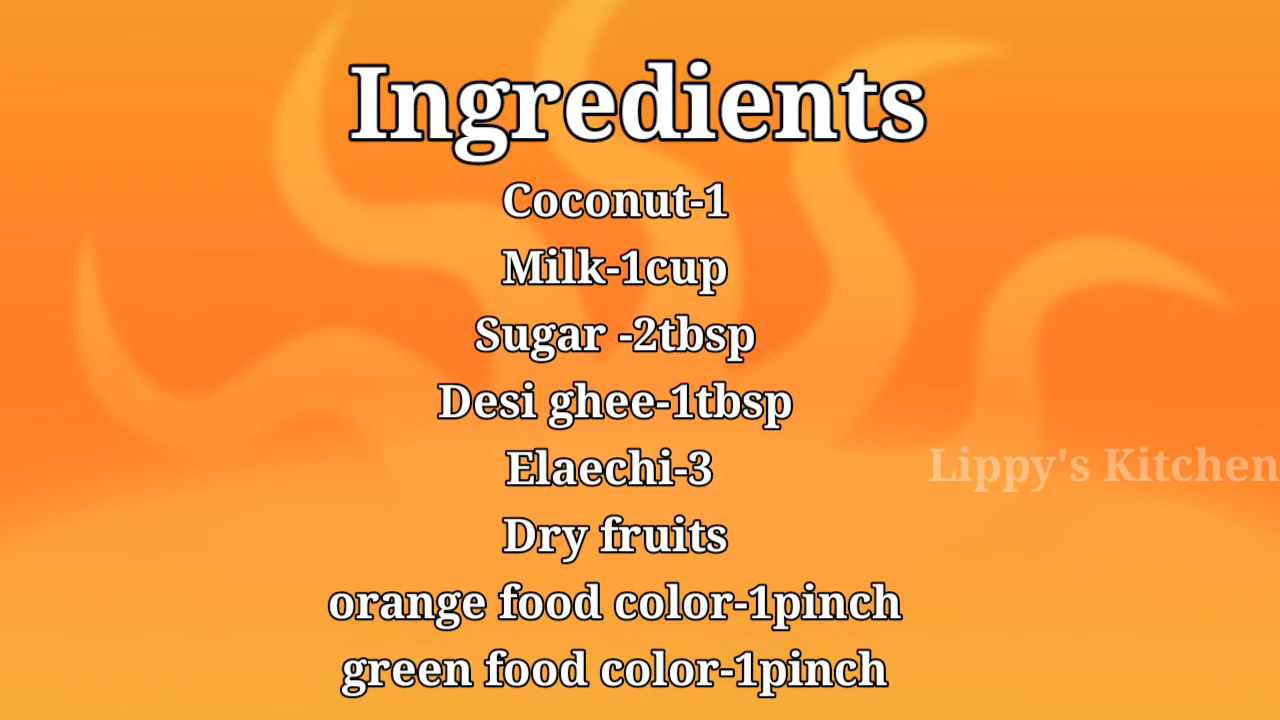 Ingredients
Coconut-1
Milk-1cup
Sugar -2tbsp
Desi ghee-1tbsp
Elaechi-3
Lippy's Kitchen
Dry fruits
orange food color-1pinch
green food color-1pinch